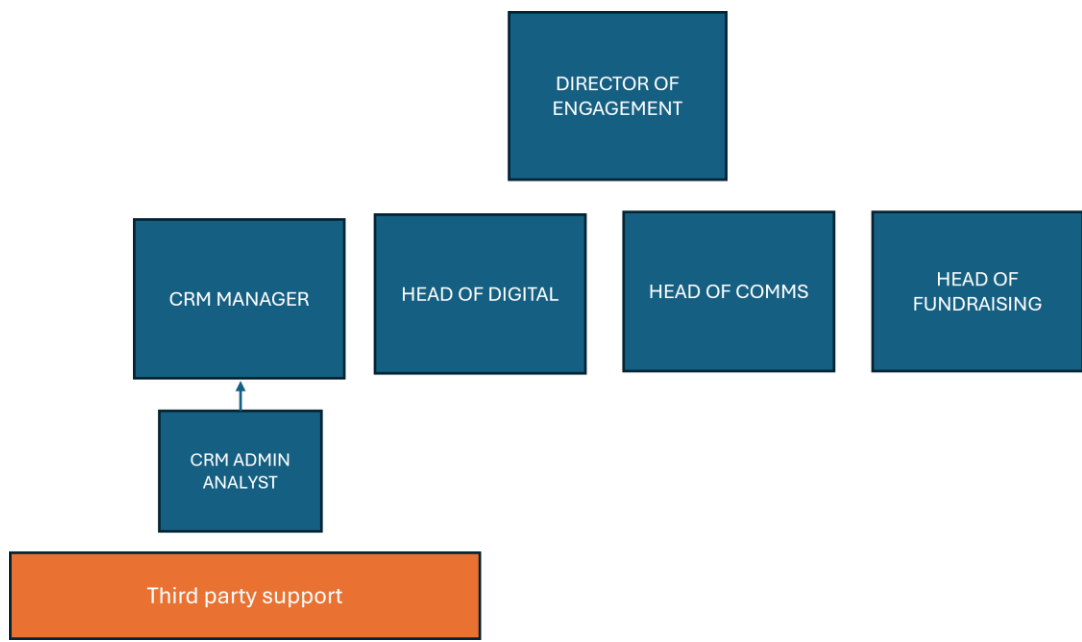 DIRECTOR OF
ENGAGEMENT
CRM MANAGER
HEAD OF DIGITAL
HEAD OF COMMS
HEAD OF
FUNDRAISING
CRM ADMIN
ANALYST
Third party support